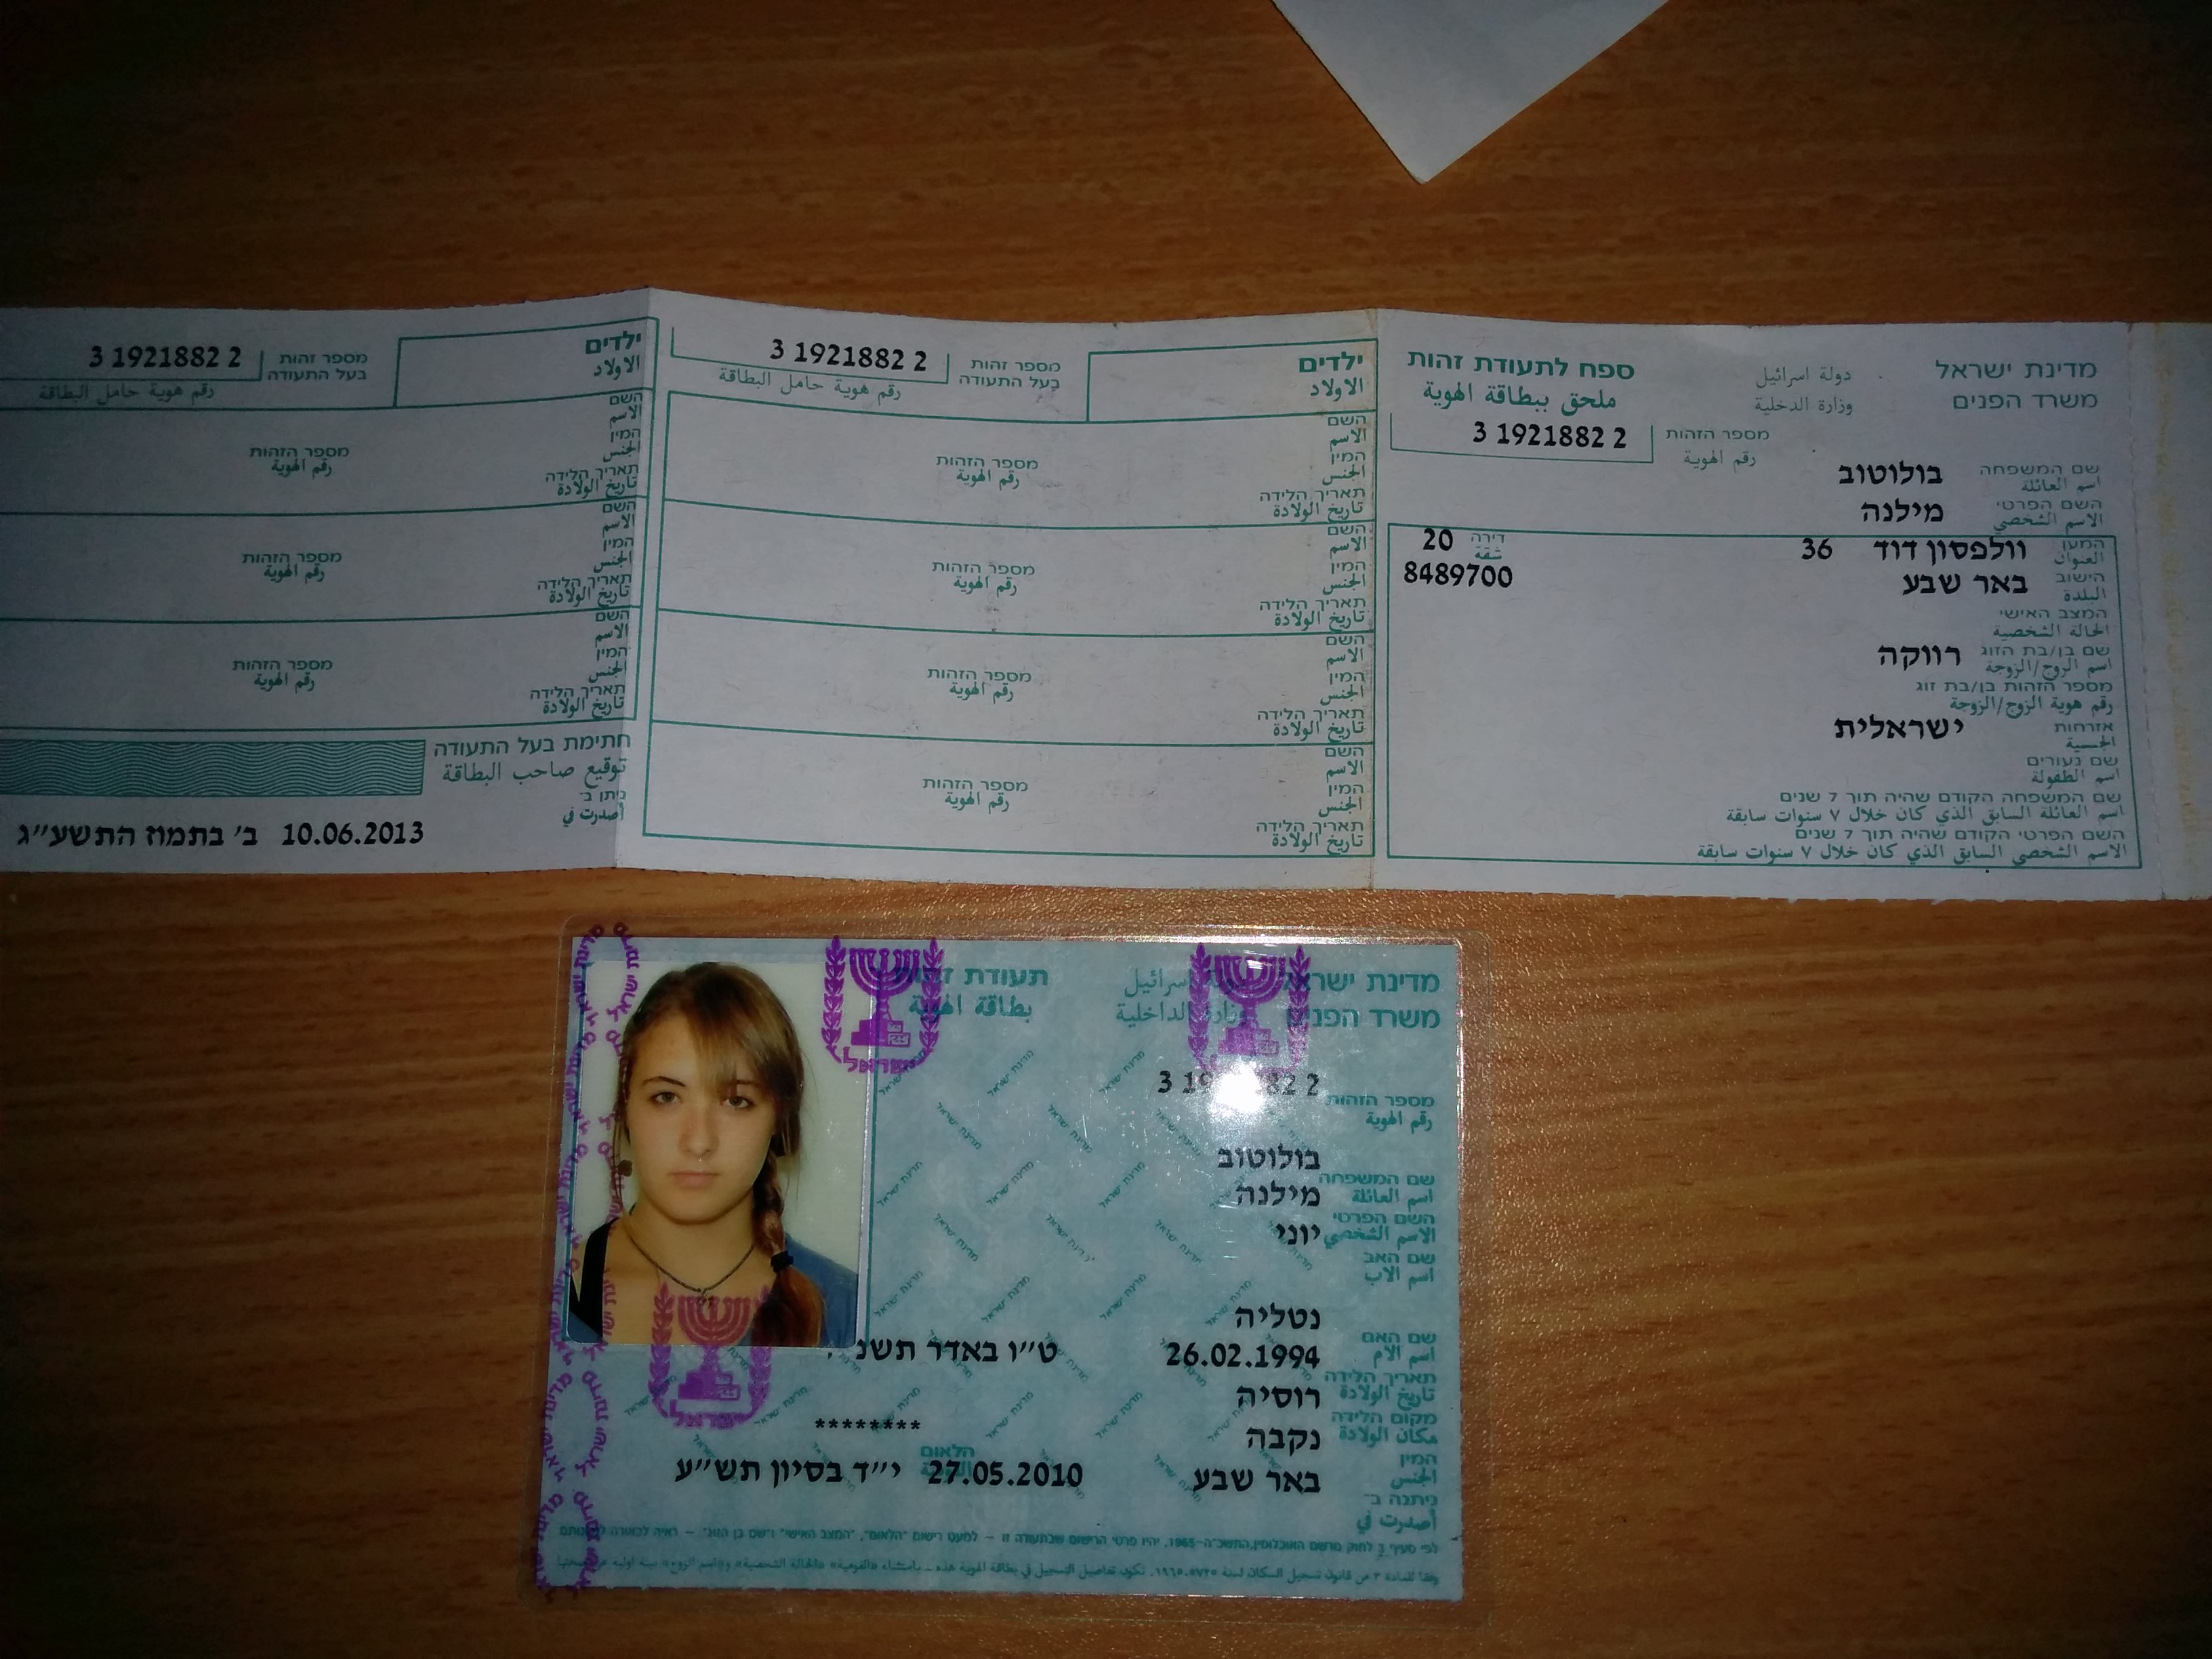 מדינת ישראל
דولة اسرائيل
משרד הפנים
وزارة الدخلية
ספח לתעודת זהות
ملحق ببطاقة الهوية
מספר הזהות
رقم الهوية
3 1921882 2
שם המשפחה
اسم العائلة
בולוטוב
השם הפרטי
الاسم الشخصي
מילנה
המען
العنوان
וולפסון דוד 36
דירה
شقة
20
הישוב
البلدة
באר שבע
8489700
המצב האישי
الحالة الشخصية
רווקה
שם בן/בת הזוג
اسم الزوج/الزوجة
מספר הזהות בן/בת זוג
رقم هوية الزوج/الزوجة
אזרחות
الجنسية
ישראלית
שם נעורים
اسم الطفولة
שם המשפחה הקודם שהיה תוך 7 שנים
اسم العائلة السابق الذي كان خلال ٧ سنوات سابقة
השם הפרטי הקודם שהיה תוך 7 שנים
الاسم الشخصي السابق الذي كان خلال ٧ سنوات سابقة
ילדים
الاولاد
מספר זהות
בעל התעודה
رقم هوية حامل البطاقة
3 1921882 2
השם
الاسم
המין
الجنس
מספר הזהות
رقم الهوية
תאריך הלידה
تاريخ الولادة
השם
الاسم
המין
الجنس
מספר הזהות
رقم الهوية
תאריך הלידה
تاريخ الولادة
השם
الاسم
המין
الجنس
מספר הזהות
رقم الهوية
תאריך הלידה
تاريخ الولادة
השם
الاسم
המין
الجنس
מספר הזהות
رقم الهوية
תאריך הלידה
تاريخ الولادة
ילדים
الاولاد
מספר זהות
בעל התעודה
رقم هوية حامل البطاقة
3 1921882 2
השם
الاسم
המין
الجنس
מספר הזהות
رقم الهوية
תאריך הלידה
تاريخ الولادة
השם
الاسم
המין
الجنس
מספר הזהות
رقم الهوية
תאריך הלידה
تاريخ الولادة
השם
الاسم
המין
الجنس
מספר הזהות
رقم الهوية
תאריך הלידה
تاريخ الولادة
חתימת בעל התעודה
توقيع صاحب البطاقة
ניתן ב־
أصدرت في
10.06.2013 ב' בתמוז התשע״ג
מדינת ישראל
اسرائيل
משרד הפנים
وزارة الداخلية
תעודת
بطاقة الهوية
ישראל
ישראל
מספר הזהות
رقم الهوية
82 2
בולוטוב
שם המשפחה
اسم العائلة
מילנה
השם הפרטי
الاسم الشخصي
יוני
שם האב
اسم الاب
נטליה
שם האם
اسم الام
26.02.1994 ט״ו באדר
תאריך הלידה
تاريخ الولادة
רוסיה
מקום הלידה
مكان الولادة
נקבה
********
המין
الجنس
הלאום
באר שבע 27.05.2010 י״ד בסיון תש״ע
ניתנה ב־
أصدرت في
ישראל
לפי סעיף 3 לחוק מרשם האוכלוסין, התשכ״ה-1965, יהיו פרטי הרישום שבתעודה זו – למעט רישום "הלאום", "המצב האישי" ו"שם בן הזוג" – ראיה לכאורה